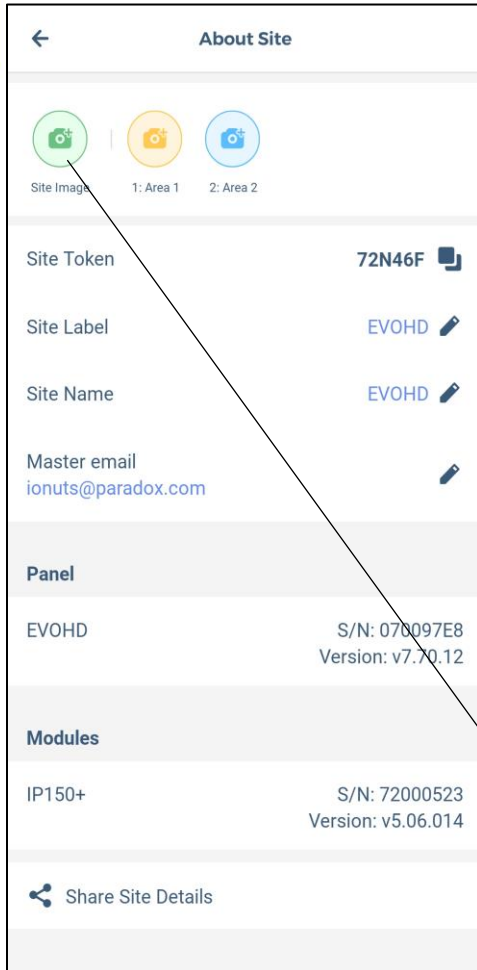 About Site
Site Image
1: Area 1
2: Area 2
Site Token
72N46F
Site Label
EVOHD
Site Name
EVOHD
Master email
ionuts@paradox.com
Panel
EVOHD
S/N: 070097E8
Version: v7.70.12
Modules
IP150+
S/N: 72000523
Version: v5.06.014
Share Site Details